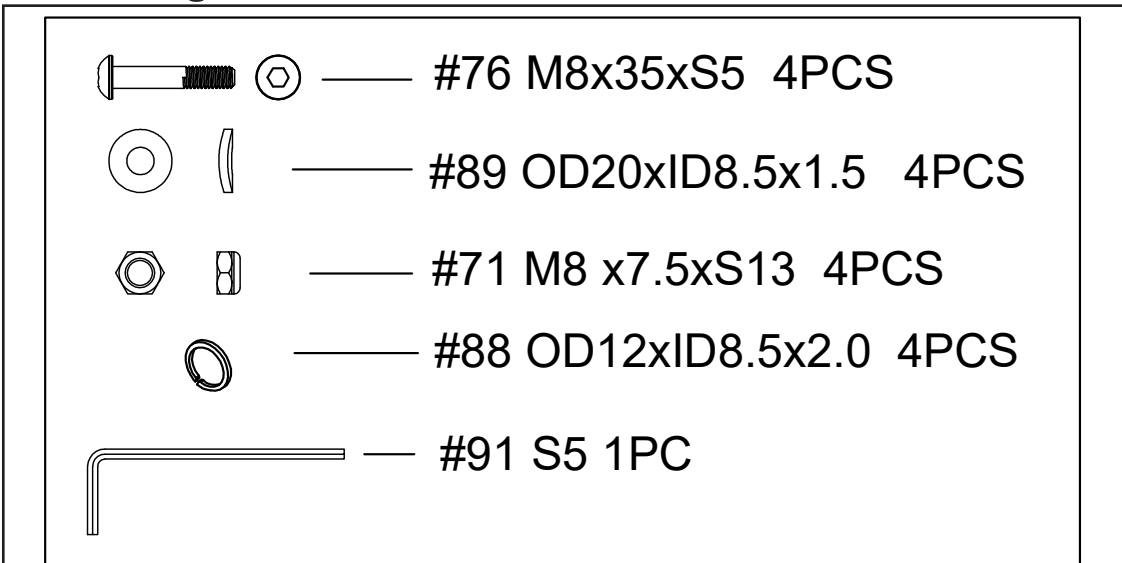 #76 M8x35xS5 4PCS
#89 OD20xID8.5x1.5 4PCS
#71 M8 x7.5xS13 4PCS
#88 OD12xID8.5x2.0 4PCS
#91 S5 1PC